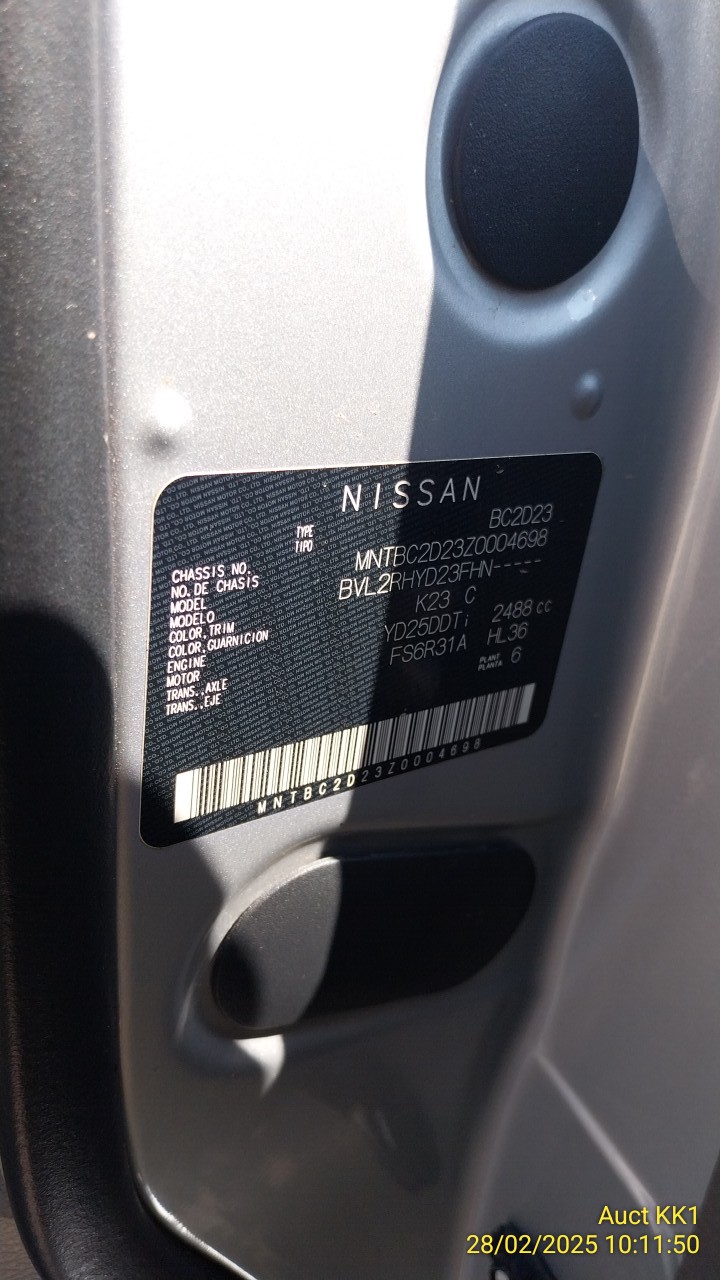 NISSAN
TYPE
TIPO
BC2D23
CHASSIS NO.
NO. DE CHASIS
MNTBC2D23Z0004698
MODEL
MODELO
BVL2RHYD23FHN-----
COLOR, TRIM
COLOR, GUARNICION
K23 C
ENGINE
MOTOR
YD25DDTi 2488 cc
TRANS., AXLE
TRANS., EJE
FS6R31A HL36
PLANT
PLANTA
6
MNTBC2D23Z0004698
Auct KK1
28/02/2025 10:11:50